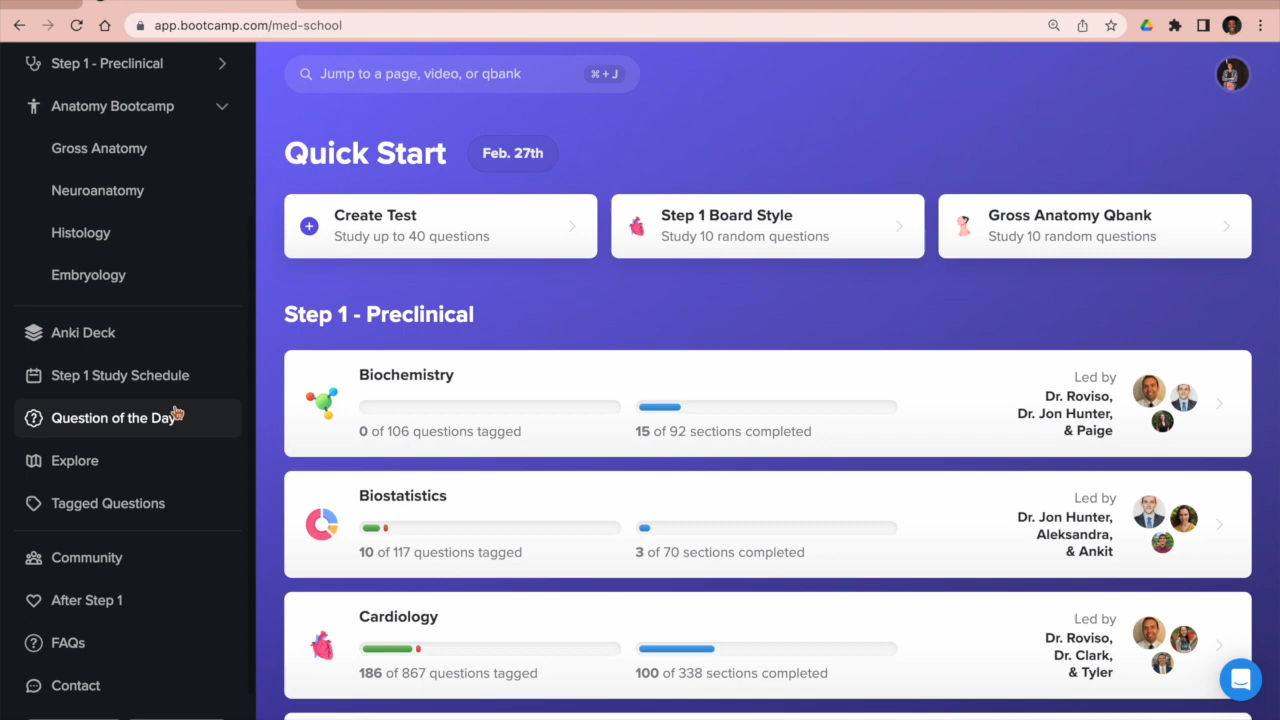 app.bootcamp.com/med-school
Step 1 - Preclinical
Anatomy Bootcamp
Gross Anatomy
Neuroanatomy
Histology
Embryology
Anki Deck
Step 1 Study Schedule
Question of the Day
Explore
Tagged Questions
Community
After Step 1
FAQs
Contact
Jump to a page, video, or qbank
⌘ + J
Quick Start
Feb. 27th
Create Test
Study up to 40 questions
Step 1 Board Style
Study 10 random questions
Gross Anatomy Qbank
Study 10 random questions
Step 1 - Preclinical
Biochemistry
0 of 106 questions tagged
15 of 92 sections completed
Led by
Dr. Roviso,
Dr. Jon Hunter,
& Paige
Biostatistics
10 of 117 questions tagged
3 of 70 sections completed
Led by
Dr. Jon Hunter,
Aleksandra,
& Ankit
Cardiology
186 of 867 questions tagged
100 of 338 sections completed
Led by
Dr. Roviso,
Dr. Clark,
& Tyler